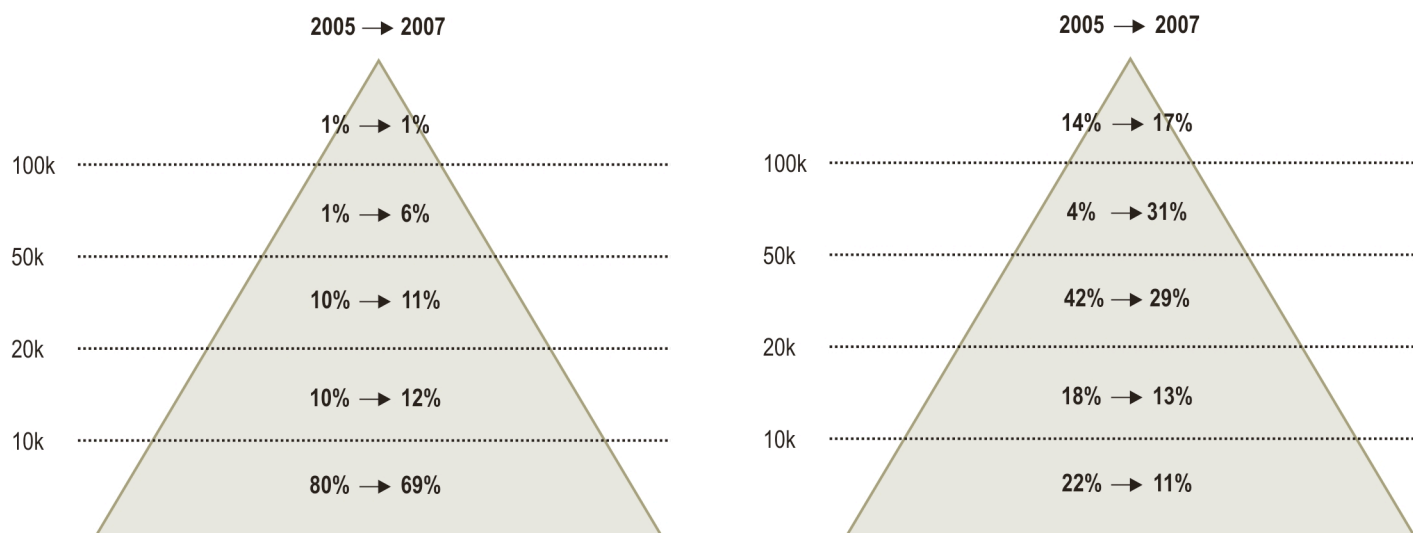 2005 → 2007
1% → 1%
100k
1% → 6%
50k
10% → 11%
20k
10% → 12%
10k
80% → 69%
2005 → 2007
14% → 17%
100k
4% → 31%
50k
42% → 29%
20k
18% → 13%
10k
22% → 11%